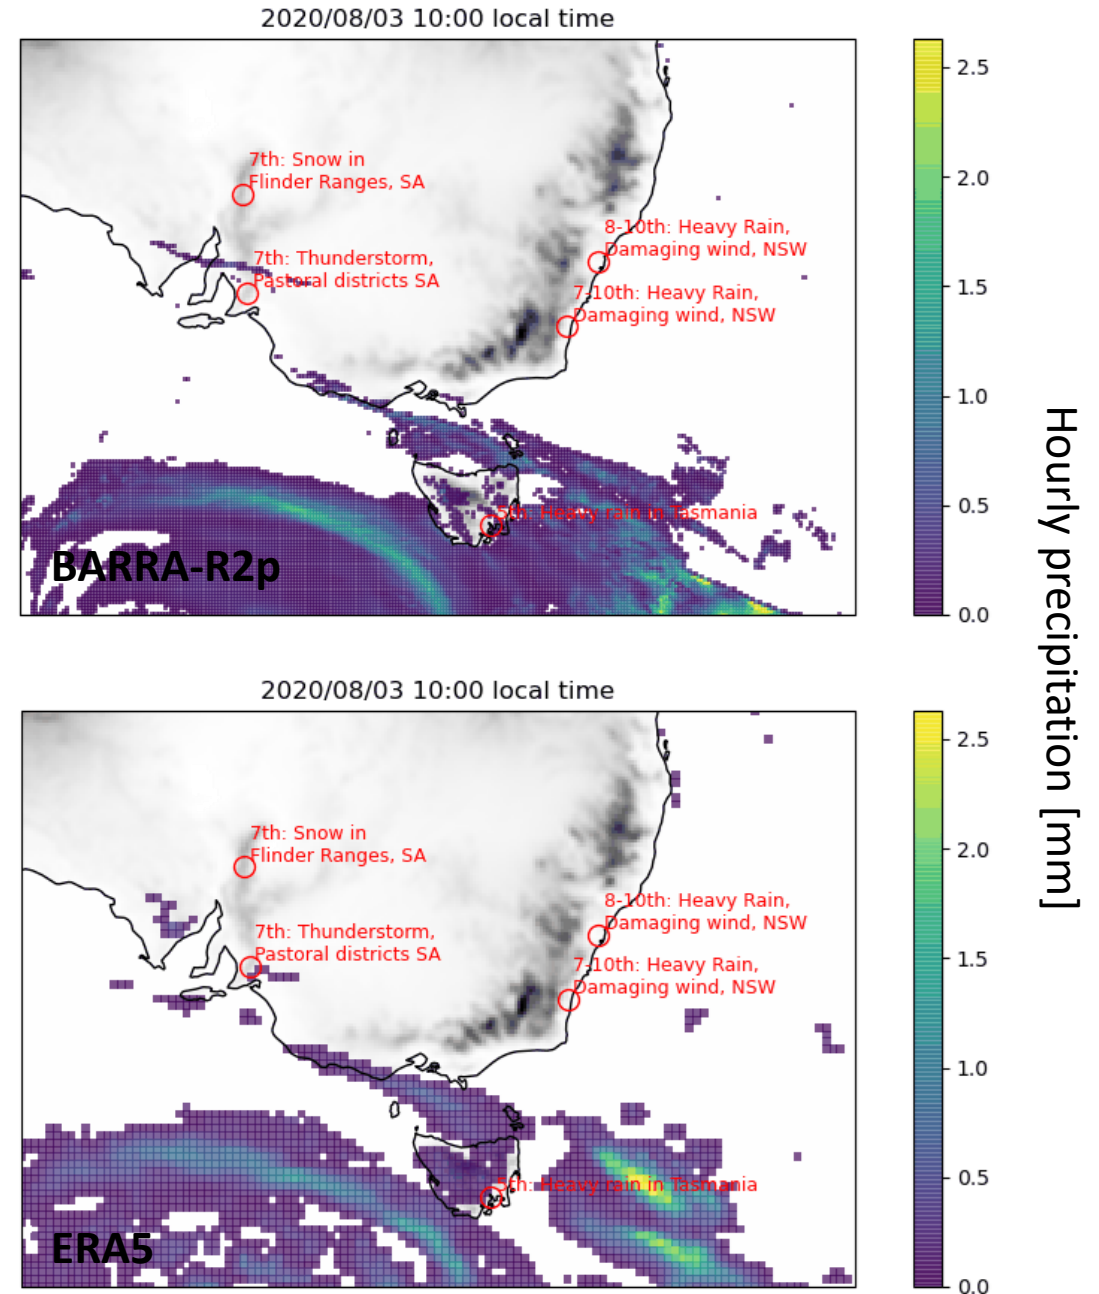 2020/08/03 10:00 local time
7th: Snow in
Flinder Ranges, SA
8-10th: Heavy Rain,
Damaging wind, NSW
7th: Thunderstorm,
Pastoral districts SA
7-10th: Heavy Rain,
Damaging wind, NSW
5th: Heavy rain in Tasmania
BARRA-R2p
2.5
2.0
1.5
1.0
0.5
0.0
Hourly precipitation [mm]
2020/08/03 10:00 local time
7th: Snow in
Flinder Ranges, SA
8-10th: Heavy Rain,
Damaging wind, NSW
7th: Thunderstorm,
Pastoral districts SA
7-10th: Heavy Rain,
Damaging wind, NSW
5th: Heavy rain in Tasmania
ERA5
2.5
2.0
1.5
1.0
0.5
0.0